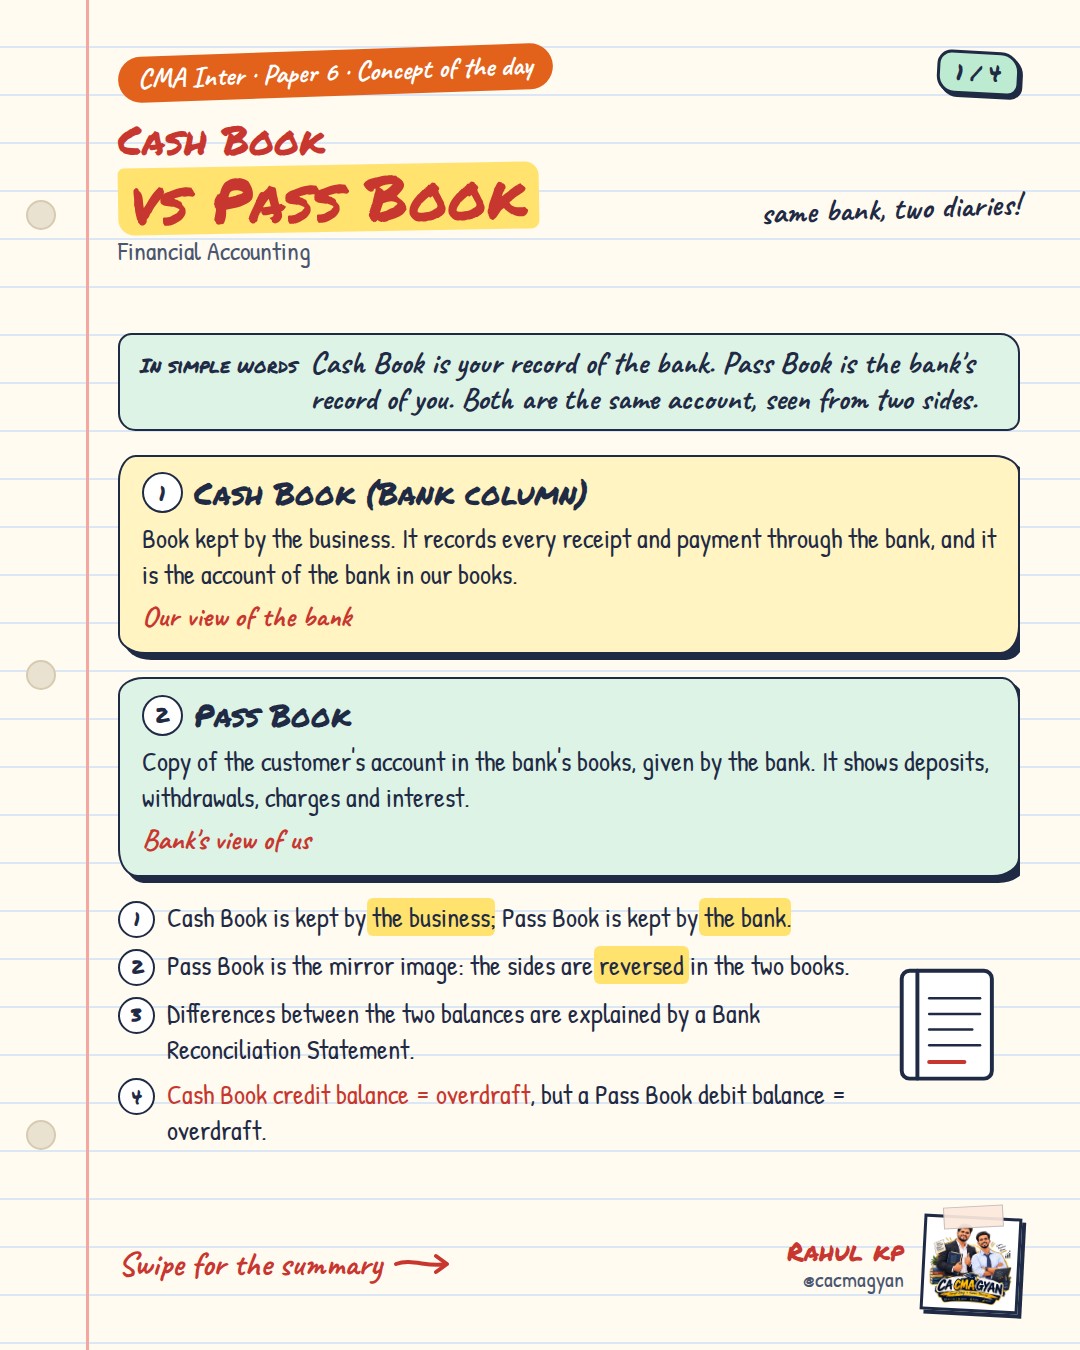 CMA Inter · Paper 6 · Concept of the day
1 / 4
Cash Book
vs Pass Book
same bank, two diaries!
Financial Accounting
In simple words Cash Book is your record of the bank. Pass Book is the bank's
record of you. Both are the same account, seen from two sides.
1 Cash Book (Bank column)
Book kept by the business. It records every receipt and payment through the bank, and it
is the account of the bank in our books.
Our view of the bank
2 Pass Book
Copy of the customer's account in the bank's books, given by the bank. It shows deposits,
withdrawals, charges and interest.
Bank's view of us
1 Cash Book is kept by the business; Pass Book is kept by the bank.
2 Pass Book is the mirror image: the sides are reversed in the two books.
3 Differences between the two balances are explained by a Bank
Reconciliation Statement.
4 Cash Book credit balance = overdraft, but a Pass Book debit balance =
overdraft.
Swipe for the summary
Rahul KP
@cacmagyan
CA CMA GYAN